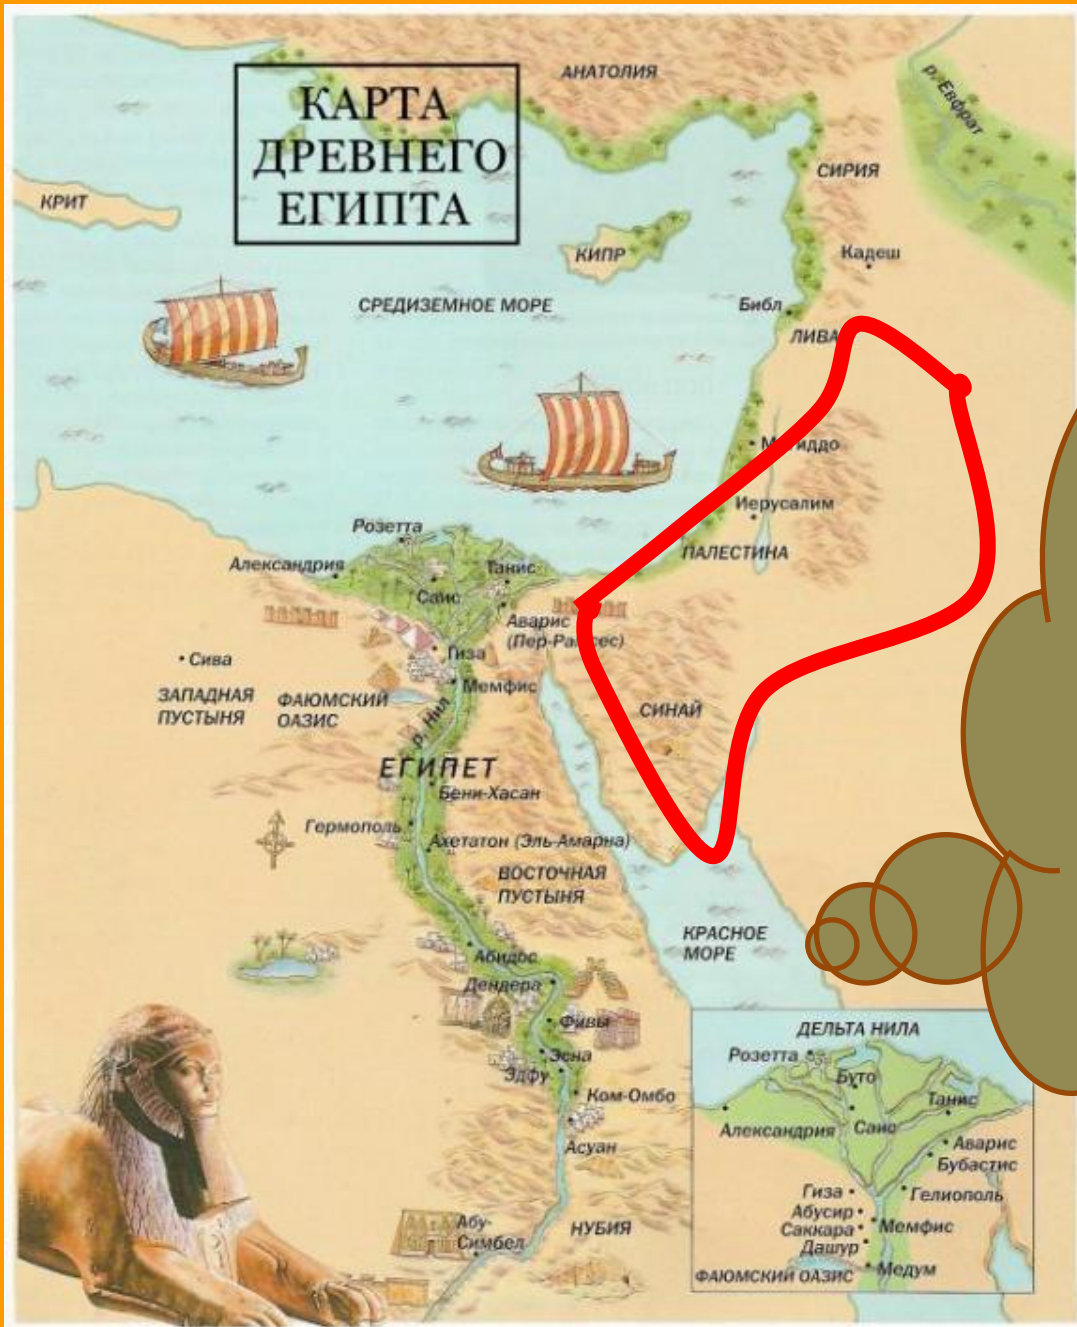 КАРТА
ДРЕВНЕГО
ЕГИПТА
АНАТОЛИЯ
р. Евфрат
СИРИЯ
КРИТ
КИПР
Кадеш
СРЕДИЗЕМНОЕ МОРЕ
Библ
ЛИВА
Мегиддо
Иерусалим
ПАЛЕСТИНА
Розетта
Александрия
Танис
Саис
Аварис
(Пер-Рамсес)
Гиза
Сива
Мемфис
ЗАПАДНАЯ
ПУСТЫНЯ
ФАЮМСКИЙ
ОАЗИС
р. Нил
СИНАЙ
ЕГИПЕТ
Бени-Хасан
Гермополь
Ахетатон (Эль-Амарна)
ВОСТОЧНАЯ
ПУСТЫНЯ
КРАСНОЕ
МОРЕ
Абидос
Дендера
Фивы
Эсна
Эдфу
Ком-Омбо
Асуан
Абу-
Симбел
НУБИЯ
ДЕЛЬТА НИЛА
Розетта
Буто
Танис
Александрия
Саис
Аварис
Бубастис
Гиза
Гелиополь
Абусир
Саккара
Мемфис
Дашур
ФАЮМСКИЙ ОАЗИС
Медум